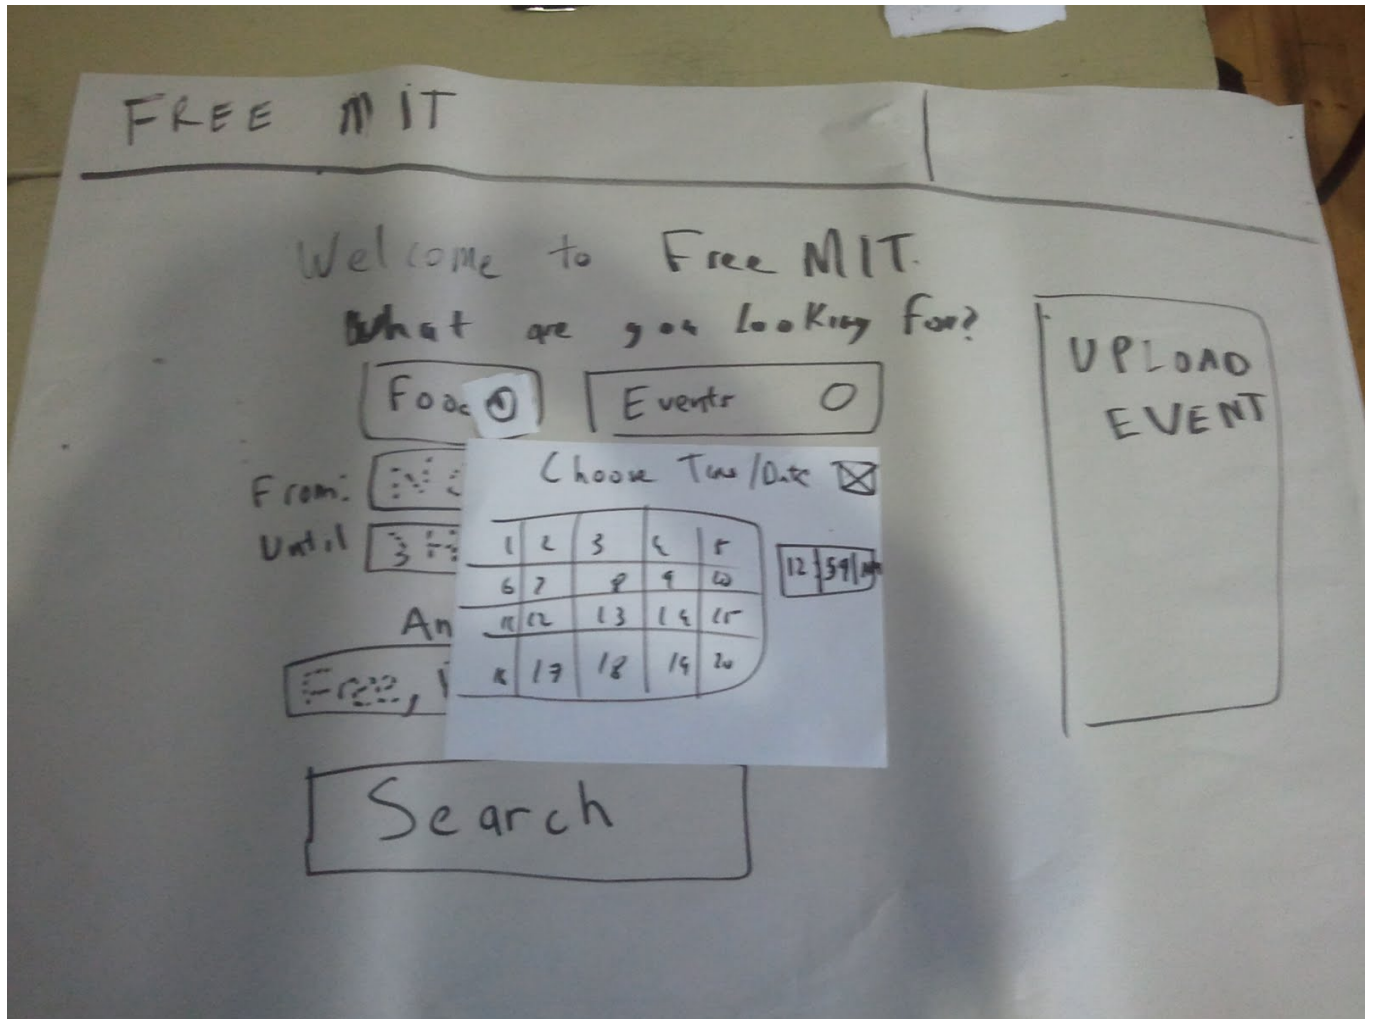 FREE MIT
Welcome to Free MIT.
What are you looking for?
Food
Events
UPLOAD
EVENT
From:
Until
Choose Time/Date
1 2 3 4 5
6 7 8 9 10
11 12 13 14 15
16 17 18 19 20
12 59
3 H
An
Free,
Search